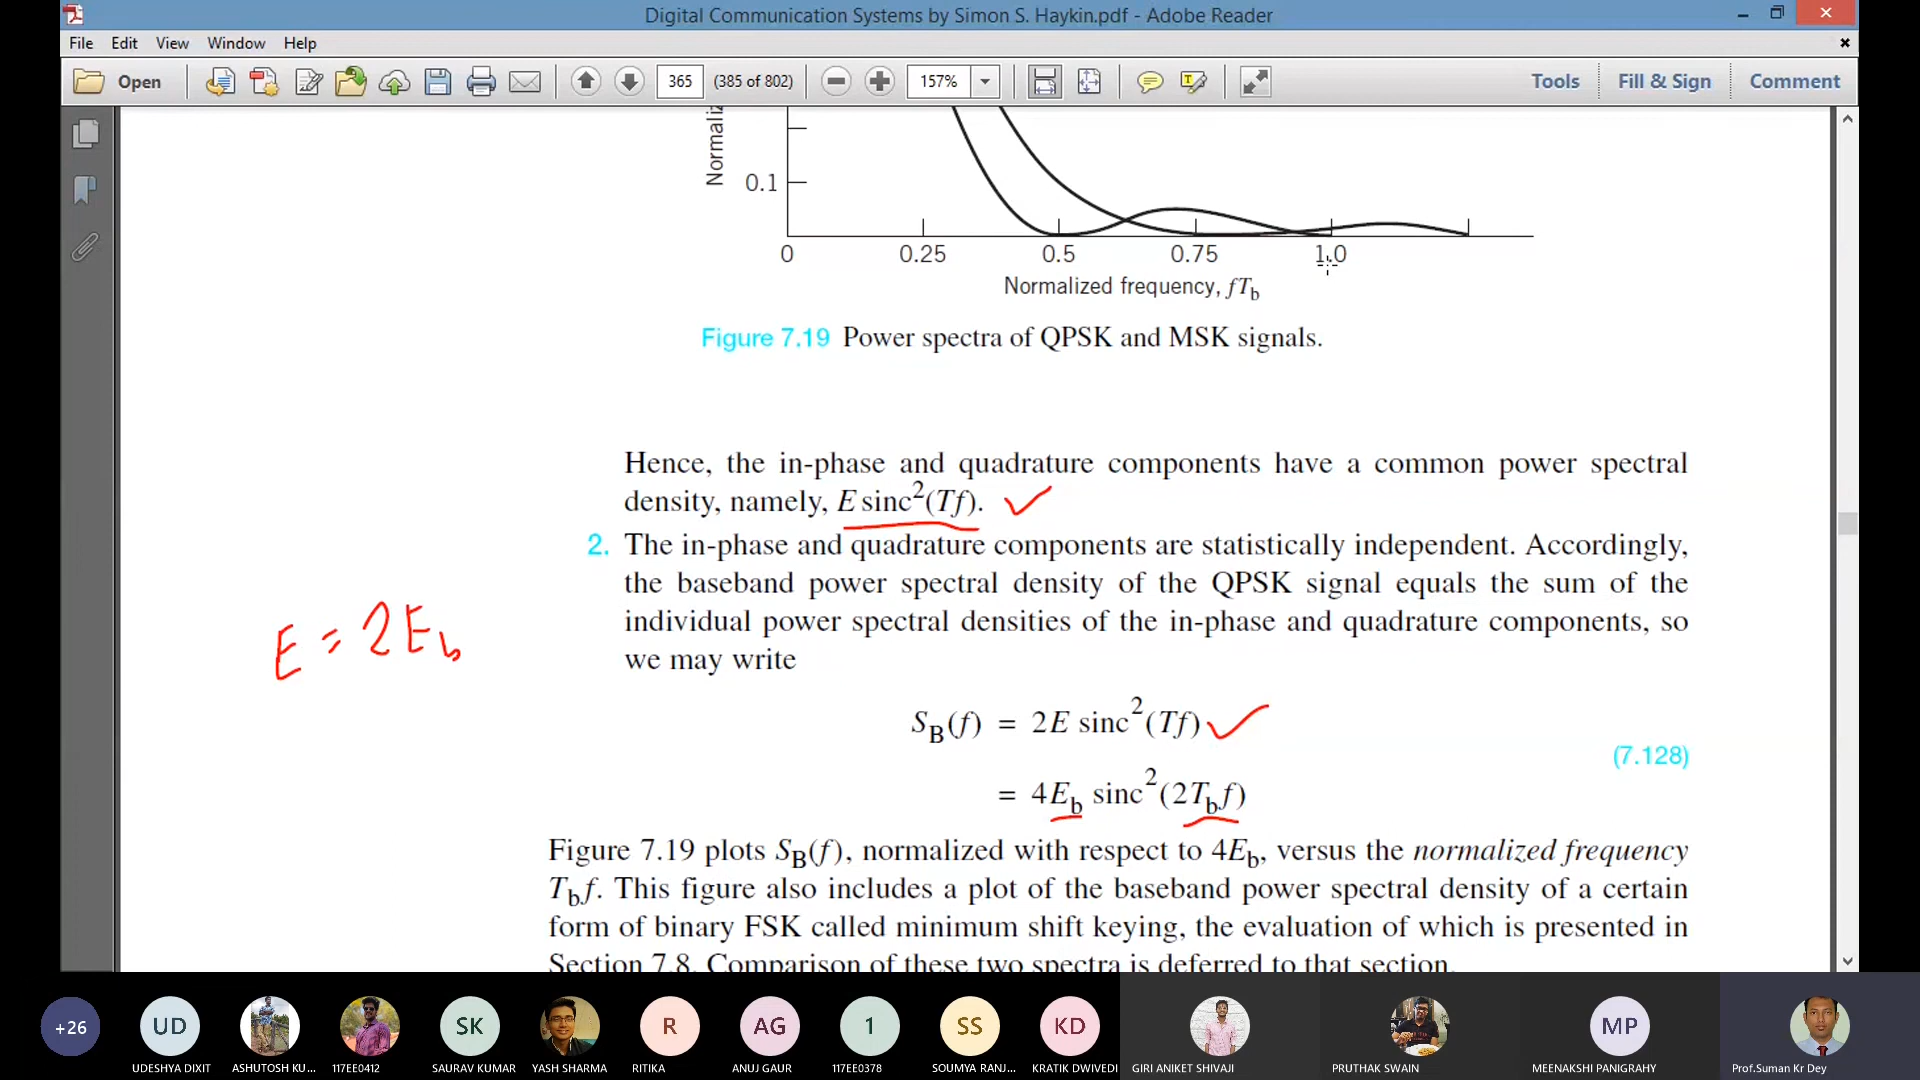 Digital Communication Systems by Simon S. Haykin.pdf - Adobe Reader
File Edit View Window Help
Open 365 (385 of 802) 157% Tools Fill & Sign Comment
Normaliz
0.1
0 0.25 0.5 0.75 1.0
Normalized frequency, fTb
Figure 7.19 Power spectra of QPSK and MSK signals.
Hence, the in-phase and quadrature components have a common power spectral
density, namely, E sinc²(Tf).
2. The in-phase and quadrature components are statistically independent. Accordingly,
the baseband power spectral density of the QPSK signal equals the sum of the
individual power spectral densities of the in-phase and quadrature components, so
we may write
E = 2Eb
SB(f) = 2E sinc²(Tf)
(7.128)
= 4Eb sinc²(2Tbf)
Figure 7.19 plots SB(f), normalized with respect to 4Eb, versus the normalized frequency
Tbf. This figure also includes a plot of the baseband power spectral density of a certain
form of binary FSK called minimum shift keying, the evaluation of which is presented in
Section 7.8. Comparison of these two spectra is deferred to that section.
+26 UD SK R AG 1 SS KD MP
UDESHYA DIXIT ASHUTOSH KU... 117EE0412 SAURAV KUMAR YASH SHARMA RITIKA ANUJ GAUR 117EE0378 SOUMYA RANJ... KRATIK DWIVEDI GIRI ANIKET SHIVAJI PRUTHAK SWAIN MEENAKSHI PANIGRAHY Prof.Suman Kr Dey